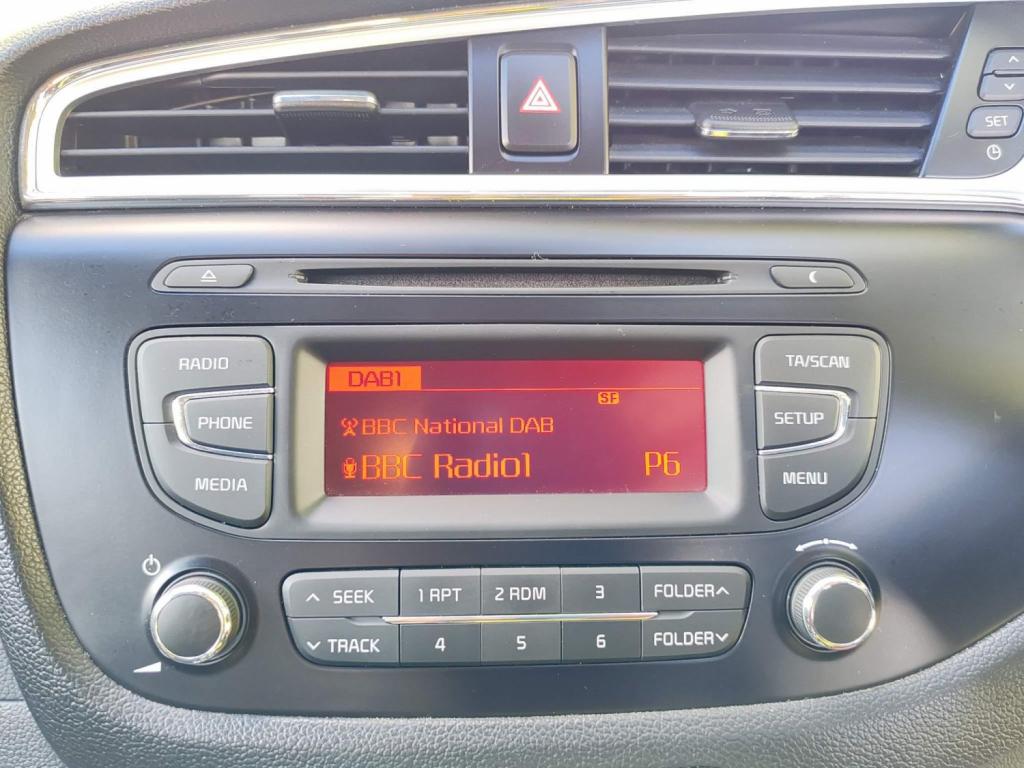 SET
RADIO
PHONE
MEDIA
DAB1
SF
BBC National DAB
BBC Radio1 P6
TA/SCAN
SETUP
MENU
SEEK 1 RPT 2 RDM 3 FOLDER
TRACK 4 5 6 FOLDER